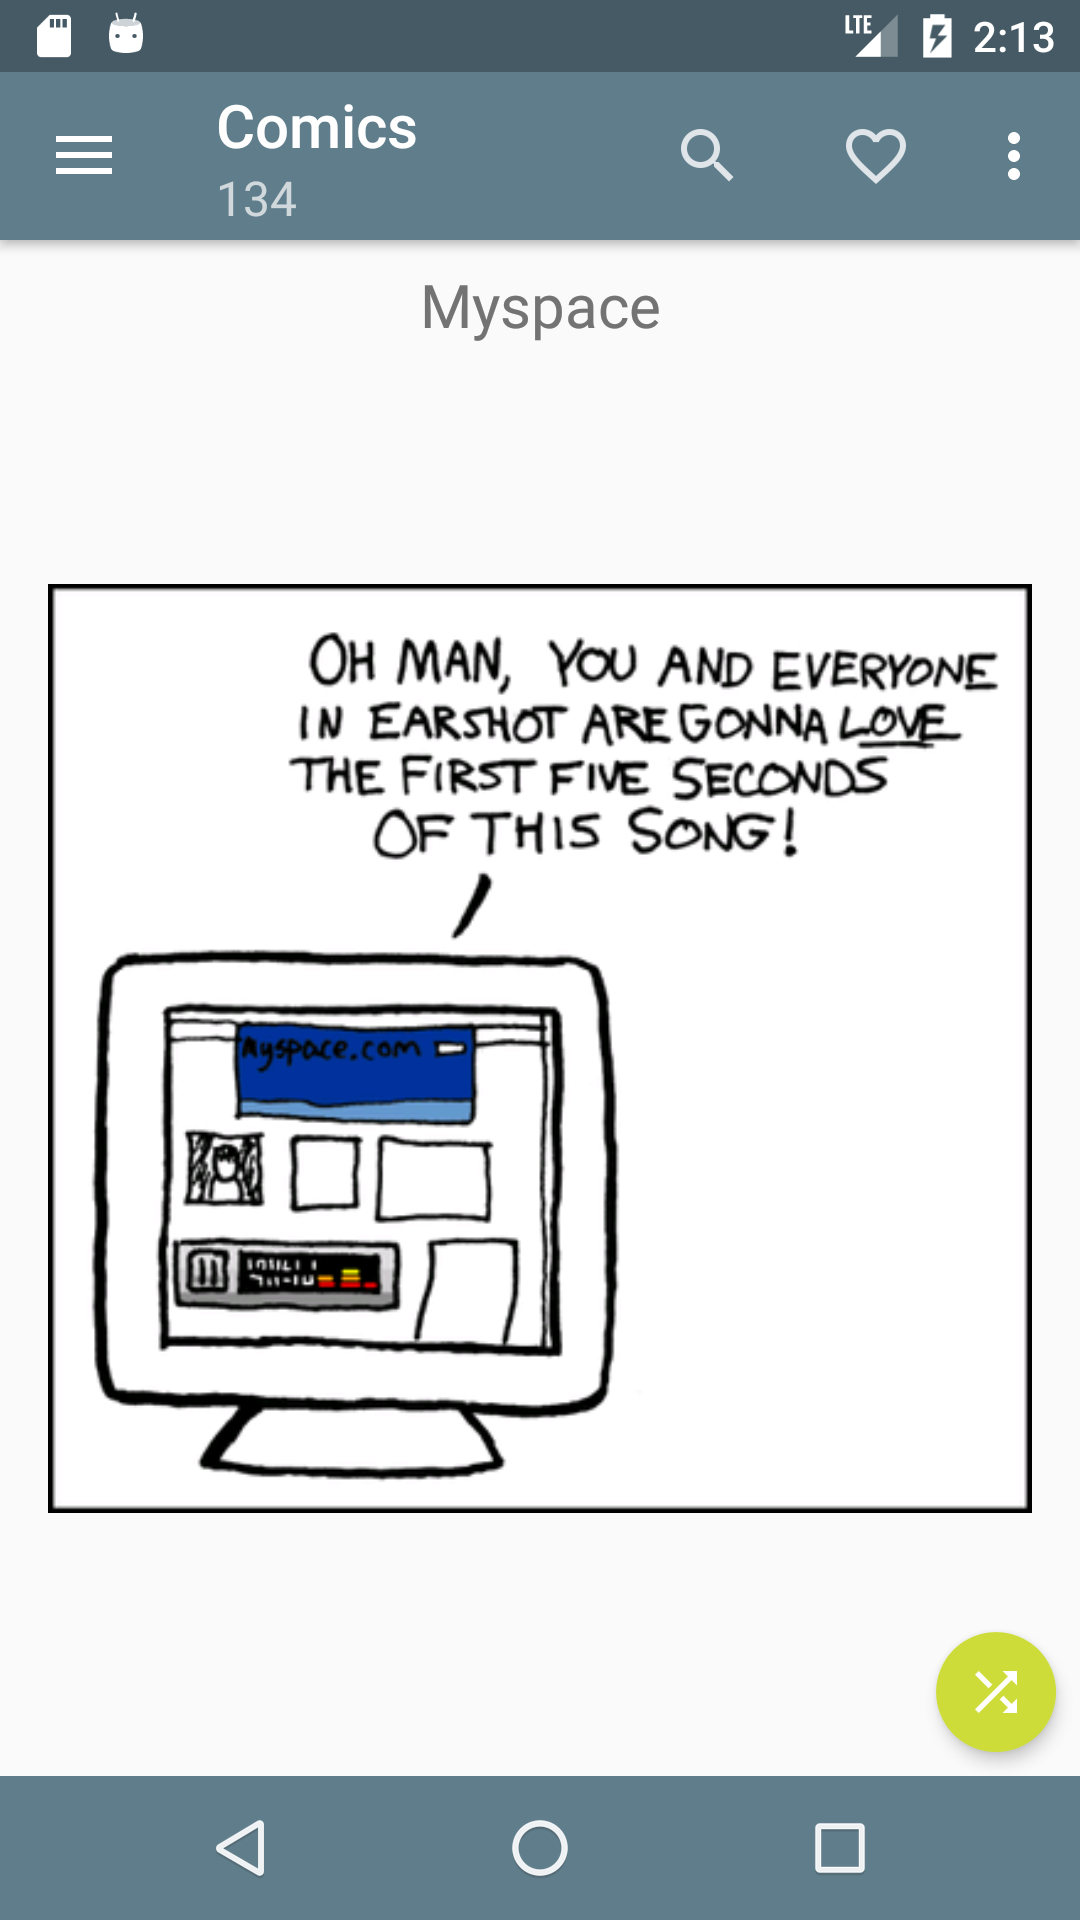 LTE 2:13
Comics
134
Myspace
OH MAN, YOU AND EVERYONE
IN EARSHOT ARE GONNA LOVE
THE FIRST FIVE SECONDS
OF THIS SONG!
Myspace.com